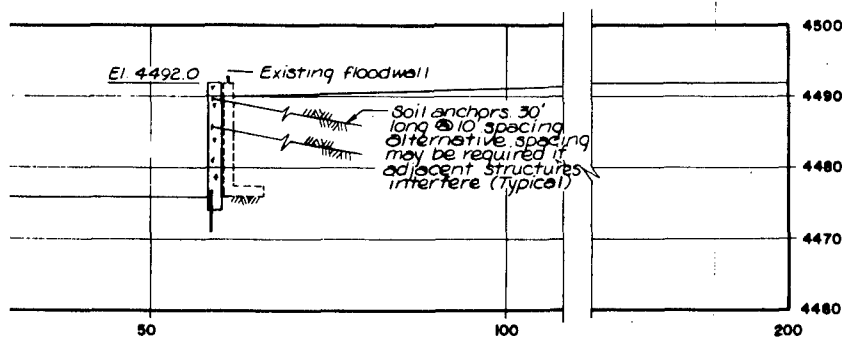 4500
El. 4492.0
Existing floodwall
4490
Soil anchors 30'
long @ 10' spacing
alternative spacing
may be required if
adjacent structures
interfere (Typical)
4480
4470
4460
50
100
200